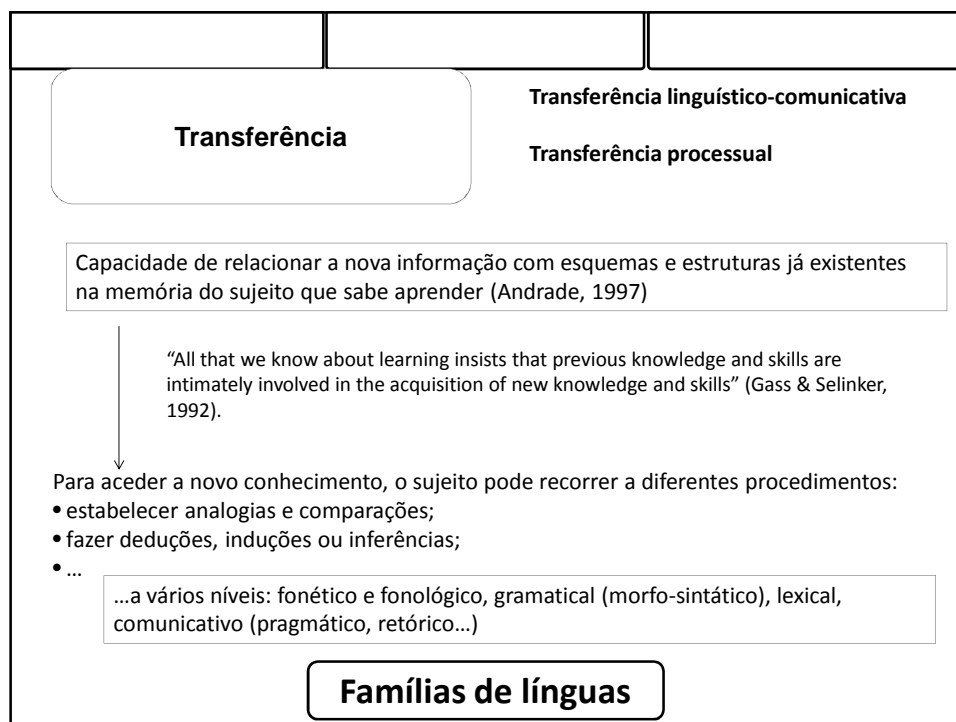 Transferência
Transferência linguístico-comunicativa
Transferência processual
Capacidade de relacionar a nova informação com esquemas e estruturas já existentes
na memória do sujeito que sabe aprender (Andrade, 1997)
“All that we know about learning insists that previous knowledge and skills are
intimately involved in the acquisition of new knowledge and skills” (Gass & Selinker,
1992).
Para aceder a novo conhecimento, o sujeito pode recorrer a diferentes procedimentos:
• estabelecer analogias e comparações;
• fazer deduções, induções ou inferências;
• ...
...a vários níveis: fonético e fonológico, gramatical (morfo-sintático), lexical,
comunicativo (pragmático, retórico...)
Famílias de línguas